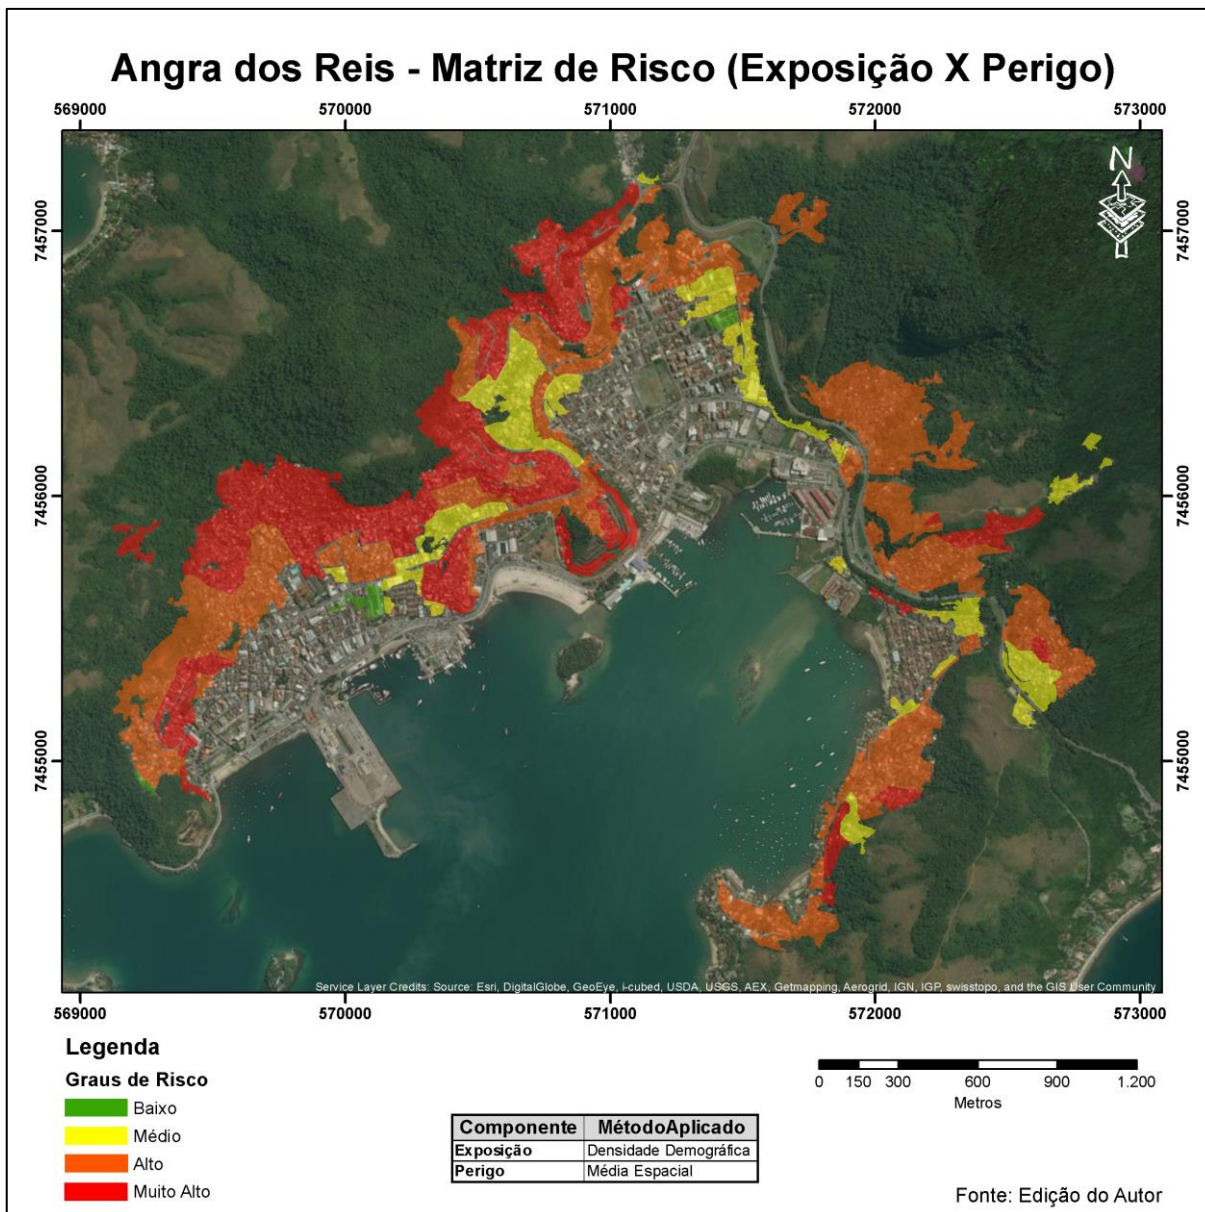 Angra dos Reis - Matriz de Risco (Exposição X Perigo)
569000 570000 571000 572000 573000
N
7457000 7457000
7456000 7456000
7455000 7455000
Service Layer Credits: Source: Esri, DigitalGlobe, GeoEye, i-cubed, USDA, USGS, AEX, Getmapping, Aerogrid, IGN, IGP, swisstopo, and the GIS User Community
569000 570000 571000 572000 573000
Legenda
Graus de Risco
Baixo
Médio
Alto
Muito Alto
Componente MétodoAplicado
Exposição Densidade Demográfica
Perigo Média Espacial
0 150 300 600 900 1.200
Metros
Fonte: Edição do Autor